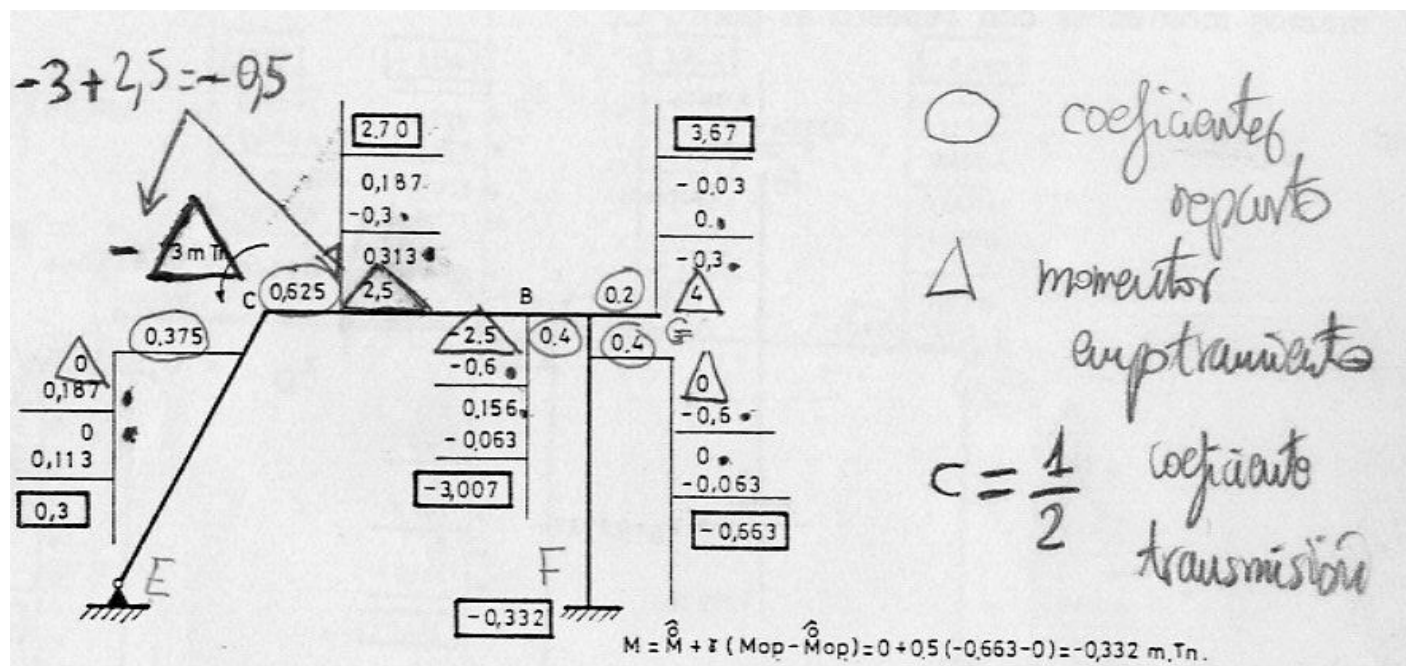 -3+2,5=-0,5
2,70
0,187
-0,3
0,313
3 m Tn
C
0,625
2,5
B
0.2
3,67
-0.03
0.
-0,3
4
G
0.375
0
0,187
0
0,113
0,3
E
-2.5
-0,6
0,156
-0,063
-3,007
0.4
0.4
0
-0,6
0
-0,063
-0,663
F
-0,332
M = M̂ + ɣ ( Mop - M̂op ) = 0 + 0,5 (-0,663-0) = -0,332 m.Tn.
coeficientes
reparto
momentos
empotramiento
c = 1/2
coeficiente
transmisión